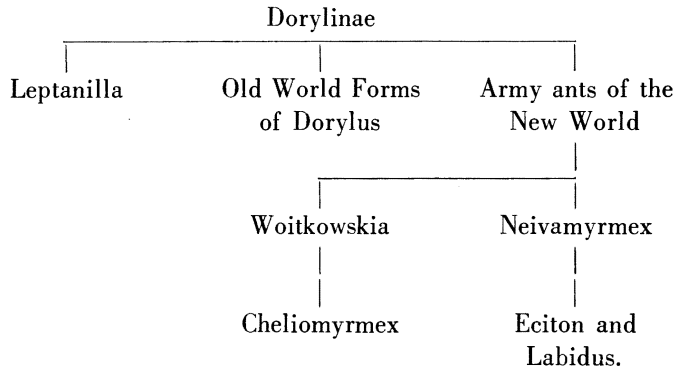 Dorylinae
Leptanilla
Old World Forms
of Dorylus
Army ants of the
New World
Woitkowskia
Neivamyrmex
Cheliomyrmex
Eciton and
Labidus.